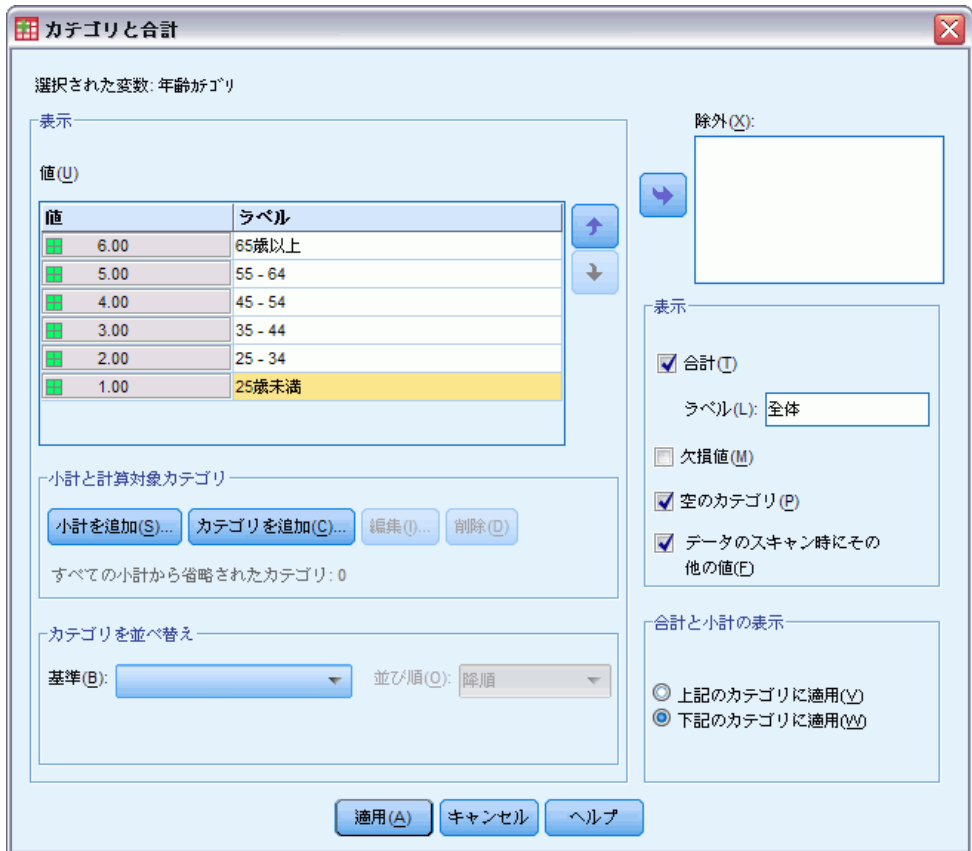 カテゴリと合計
選択された変数: 年齢カテゴリ
表示
値(U)
値 ラベル
6.00 65歳以上
5.00 55 - 64
4.00 45 - 54
3.00 35 - 44
2.00 25 - 34
1.00 25歳未満
小計と計算対象カテゴリ
小計を追加(S)... カテゴリを追加(C)... 編集(I)... 削除(D)
すべての小計から省略されたカテゴリ: 0
カテゴリを並べ替え
基準(B): 並び順(O): 降順
除外(X):
表示
合計(T)
ラベル(L): 全体
欠損値(M)
空のカテゴリ(P)
データのスキャン時にその
他の値(F)
合計と小計の表示
上記のカテゴリに適用(V)
下記のカテゴリに適用(W)
適用(A) キャンセル ヘルプ